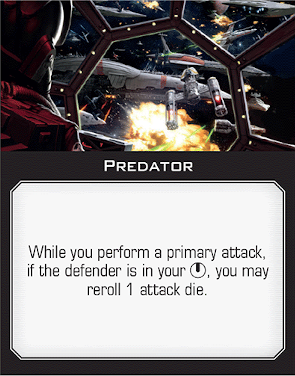 Predator
While you perform a primary attack,
if the defender is in your , you may
reroll 1 attack die.